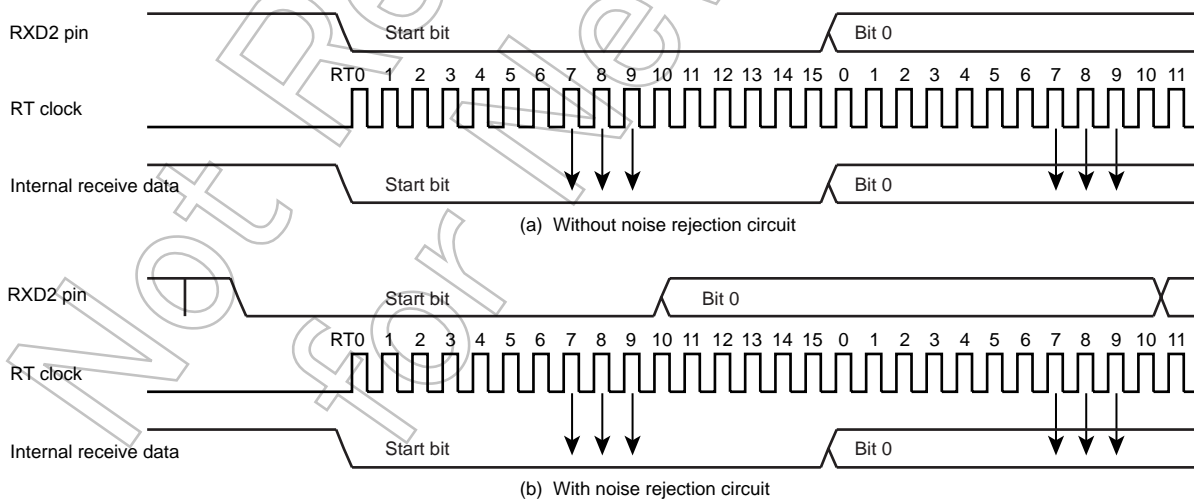 RXD2 pin Start bit Bit 0
RT0 1 2 3 4 5 6 7 8 9 10 11 12 13 14 15 0 1 2 3 4 5 6 7 8 9 10 11
RT clock
Internal receive data Start bit Bit 0
(a) Without noise rejection circuit
RXD2 pin Start bit Bit 0
RT0 1 2 3 4 5 6 7 8 9 10 11 12 13 14 15 0 1 2 3 4 5 6 7 8 9 10 11
RT clock
Internal receive data Start bit Bit 0
(b) With noise rejection circuit
Not R
for Ne